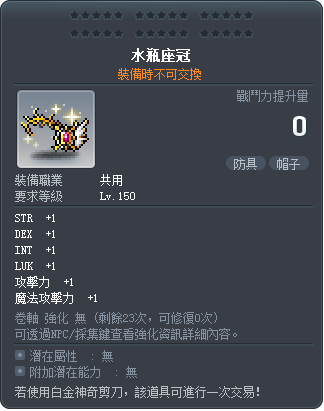 水瓶座冠
裝備時不可交換
戰鬥力提升量
0
防具 帽子
裝備職業 共用
要求等級 Lv.150
STR +1
DEX +1
INT +1
LUK +1
攻擊力 +1
魔法攻擊力 +1
卷軸 強化 無 (剩餘23次, 可修復0次)
可透過NPC/採集鍵查看強化資訊詳細內容。
潛在屬性 : 無
附加潛在能力 : 無
若使用白金神奇剪刀，該道具可進行一次交易!